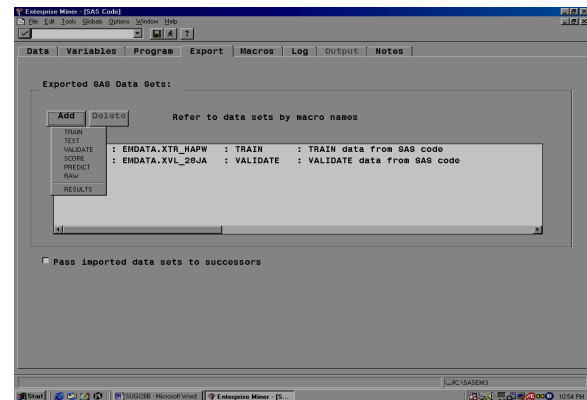 Enterprise Miner - [SAS Code]
File Edit Tools Globals Options Window Help
Data Variables Program Export Macros Log Output Notes
Exported SAS Data Sets:
Add Delete Refer to data sets by macro names
TRAIN
TEST
VALIDATE
SCORE
PREDICT
RAW
RESULTS
: EMDATA.XTR_HAPW : TRAIN : TRAIN data from SAS code
: EMDATA.XVL_28JA : VALIDATE : VALIDATE data from SAS code
Pass imported data sets to successors
C:\SASEM3
Start SUGI26B - Microsoft Word Enterprise Miner - [S... 10:54 PM